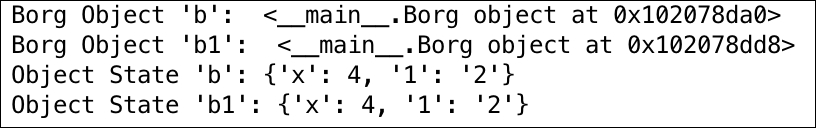 Borg Object 'b':  <__main__.Borg object at 0x102078da0>
Borg Object 'b1':  <__main__.Borg object at 0x102078dd8>
Object State 'b': {'x': 4, '1': '2'}
Object State 'b1': {'x': 4, '1': '2'}